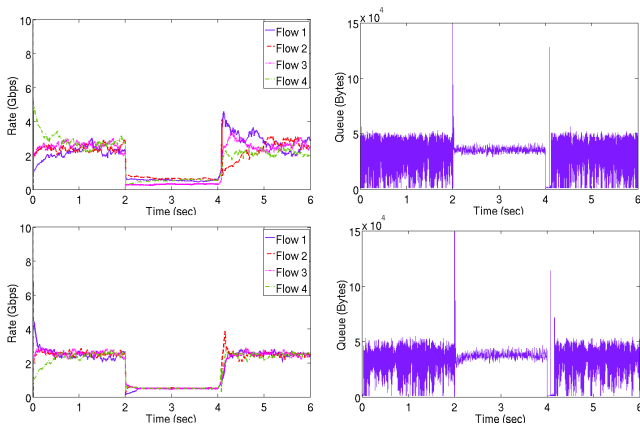 10
8
6
4
2
0
0 1 2 3 4 5 6
Rate (Gbps)
Time (sec)
Flow 1
Flow 2
Flow 3
Flow 4
15 x 10^4
10
5
0
0 1 2 3 4 5 6
Queue (Bytes)
Time (sec)
10
8
6
4
2
0
0 1 2 3 4 5 6
Rate (Gbps)
Time (sec)
Flow 1
Flow 2
Flow 3
Flow 4
15 x 10^4
10
5
0
0 1 2 3 4 5 6
Queue (Bytes)
Time (sec)